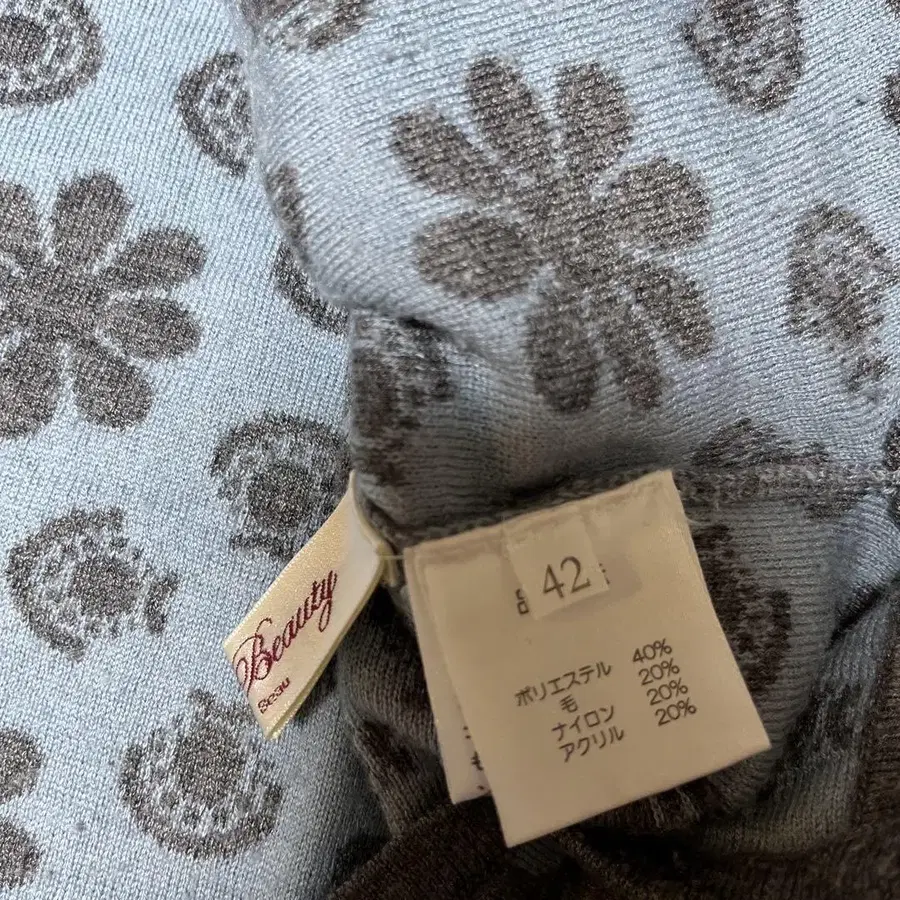 Beauty
Beau
42
ポリエステル 40%
毛 20%
ナイロン 20%
アクリル 20%